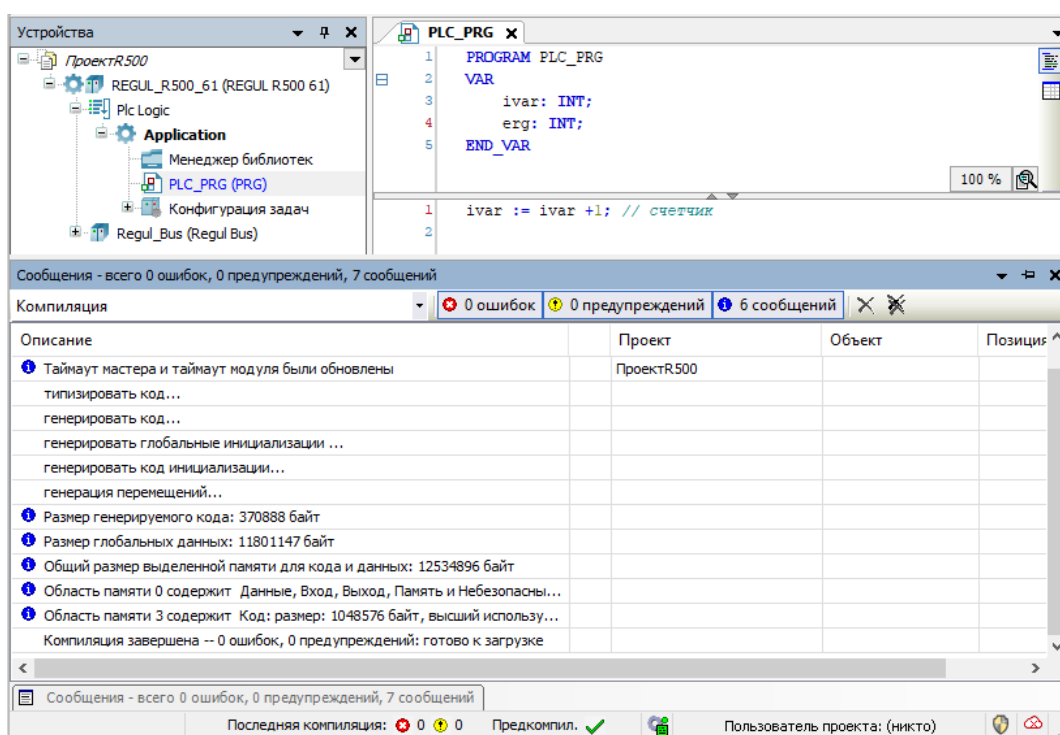 Устройства
ПроектR500
REGUL_R500_61 (REGUL R500 61)
Plc Logic
Application
Менеджер библиотек
PLC_PRG (PRG)
Конфигурация задач
Regul_Bus (Regul Bus)
PLC_PRG
1 PROGRAM PLC_PRG
2 VAR
3 ivar: INT;
4 erg: INT;
5 END_VAR
100 %
1 ivar := ivar +1; // счетчик
2
Сообщения - всего 0 ошибок, 0 предупреждений, 7 сообщений
Компиляция 0 ошибок 0 предупреждений 6 сообщений
Описание Проект Объект Позиция
Таймаут мастера и таймаут модуля были обновлены ПроектR500
типизировать код...
генерировать код...
генерировать глобальные инициализации ...
генерировать код инициализации...
генерация перемещений...
Размер генерируемого кода: 370888 байт
Размер глобальных данных: 11801147 байт
Общий размер выделенной памяти для кода и данных: 12534896 байт
Область памяти 0 содержит Данные, Вход, Выход, Память и Небезопасны...
Область памяти 3 содержит Код: размер: 1048576 байт, высший использу...
Компиляция завершена -- 0 ошибок, 0 предупреждений: готово к загрузке
Сообщения - всего 0 ошибок, 0 предупреждений, 7 сообщений
Последняя компиляция: 0 0 Предкомпил. Пользователь проекта: (никто)